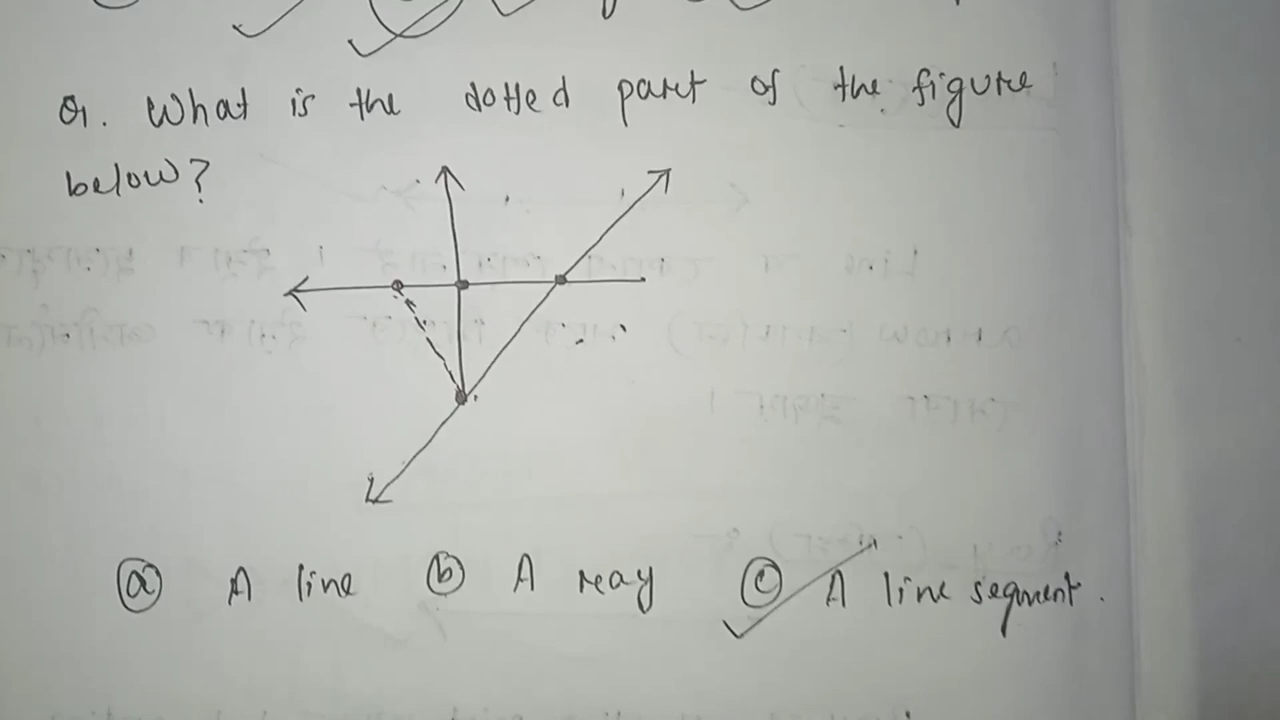 Q. What is the dotted part of the figure
below?
(a) A line (b) A ray (c) A line segment.